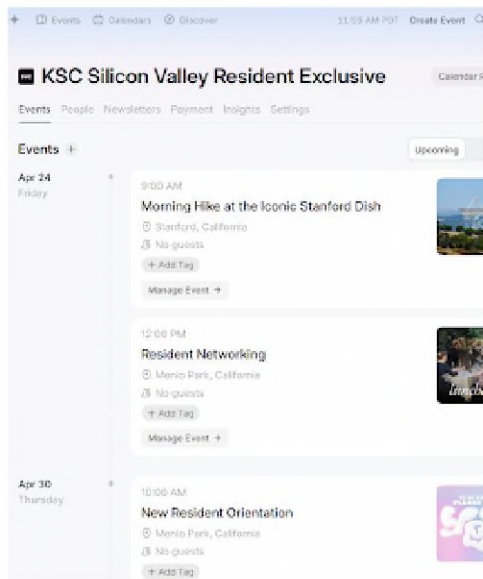 Events Calendars Discover 11:09 AM PDT Create Event
KSC Silicon Valley Resident Exclusive
Calendar
Events People Newsletters Payment Insights Settings
Events +
Upcoming
Apr 24
Friday
9:00 AM
Morning Hike at the Iconic Stanford Dish
Stanford, California
No guests
+ Add Tag
Manage Event →
12:00 PM
Resident Networking
Menlo Park, California
No guests
+ Add Tag
Manage Event →
Apr 30
Thursday
10:00 AM
New Resident Orientation
Menlo Park, California
No guests
+ Add Tag